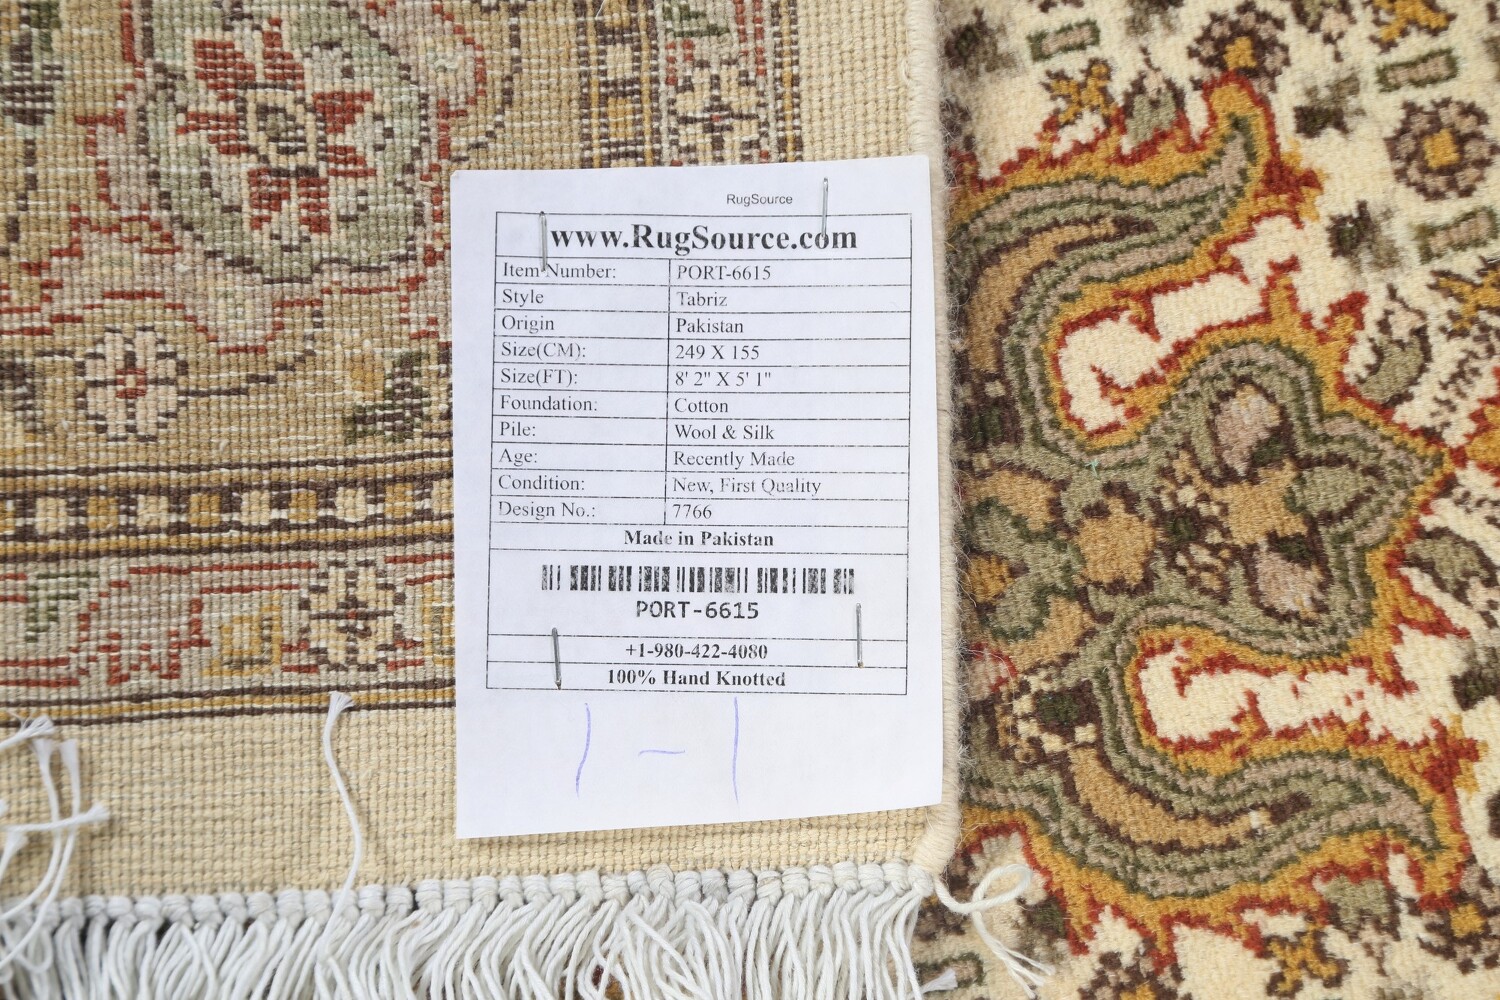 RugSource
www.RugSource.com
Item Number: PORT-6615
Style Tabriz
Origin Pakistan
Size(CM): 249 X 155
Size(FT): 8' 2" X 5' 1"
Foundation: Cotton
Pile: Wool & Silk
Age: Recently Made
Condition: New, First Quality
Design No.: 7766
Made in Pakistan
PORT-6615
+1-980-422-4080
100% Hand Knotted
1-1